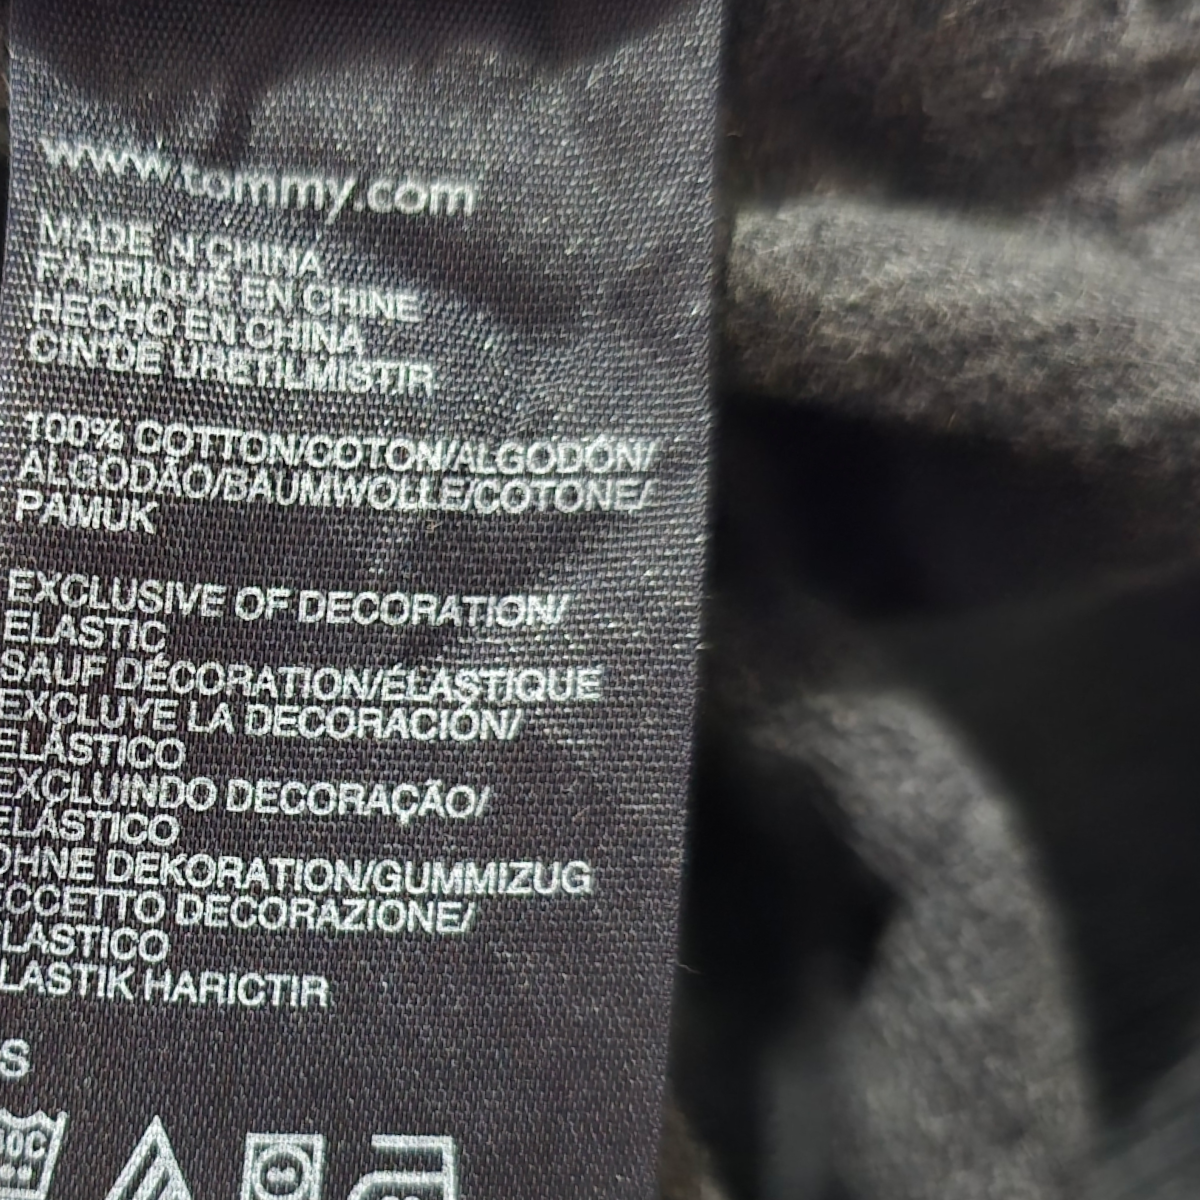 www.tommy.com
MADE IN CHINA
FABRIQUÉ EN CHINE
HECHO EN CHINA
CIN'DE URETILMISTIR
100% COTTON/COTON/ALGODÓN/
ALGODÃO/BAUMWOLLE/COTONE/
PAMUK
EXCLUSIVE OF DECORATION/
ELASTIC
SAUF DÉCORATION/ÉLASTIQUE
EXCLUYE LA DECORACIÓN/
ELÁSTICO
EXCLUINDO DECORAÇÃO/
ELÁSTICO
OHNE DEKORATION/GUMMIZUG
ECCETTO DECORAZIONE/
ELASTICO
ELASTIK HARICTIR